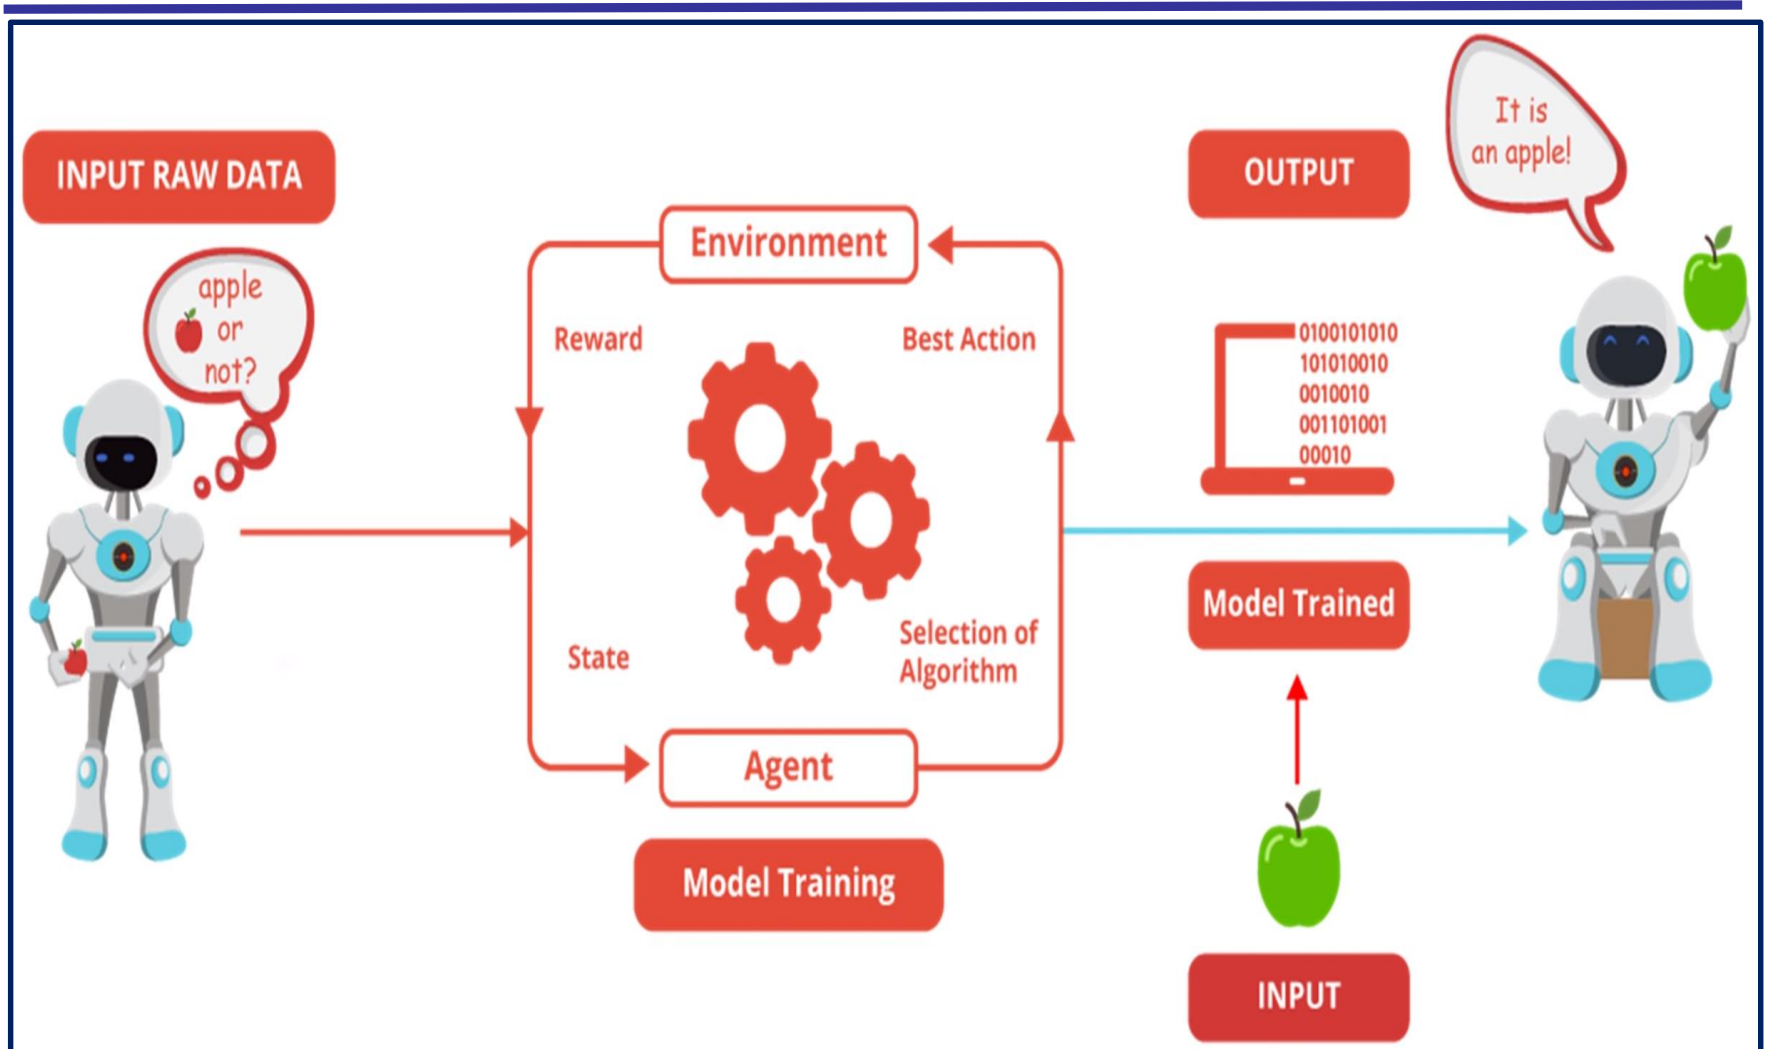 INPUT RAW DATA
apple
or
not?
Environment
Reward
Best Action
State
Selection of
Algorithm
Agent
Model Training
OUTPUT
It is
an apple!
0100101010
101010010
0010010
001101001
00010
Model Trained
INPUT